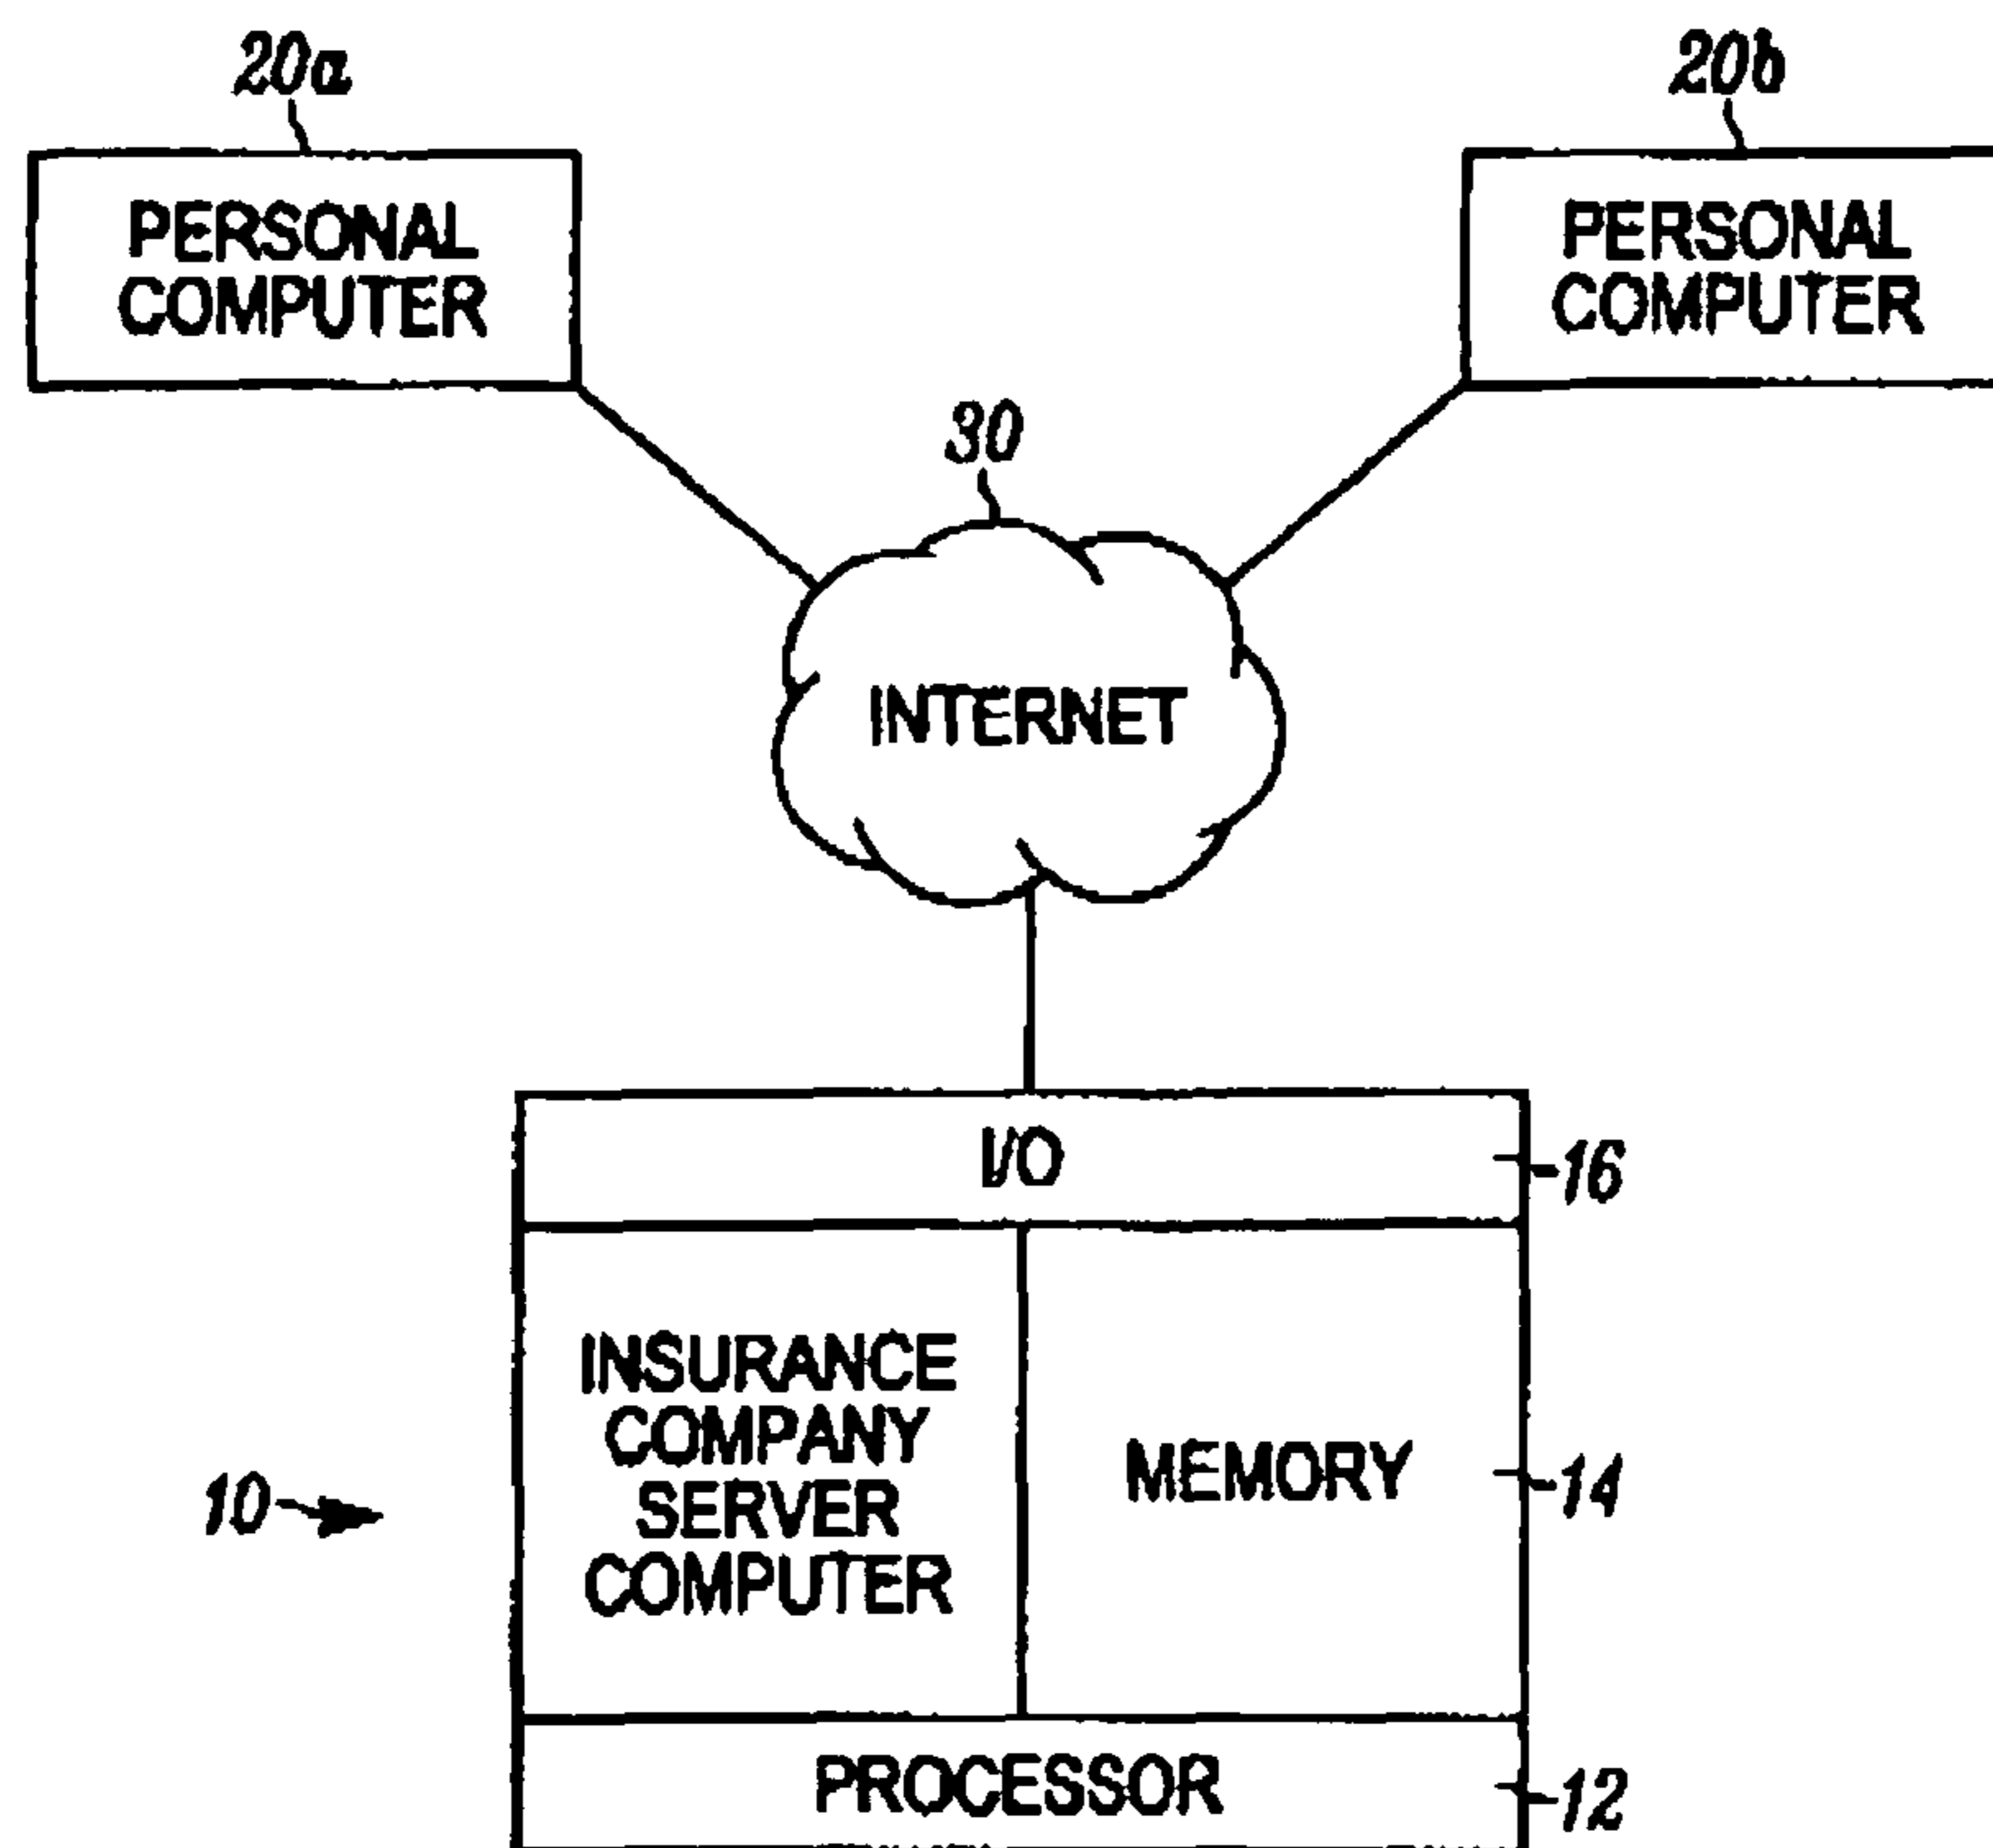 20a
20b
PERSONAL
COMPUTER
PERSONAL
COMPUTER
30
INTERNET
I/O
16
INSURANCE
COMPANY
SERVER
COMPUTER
MEMORY
10
14
PROCESSOR
12